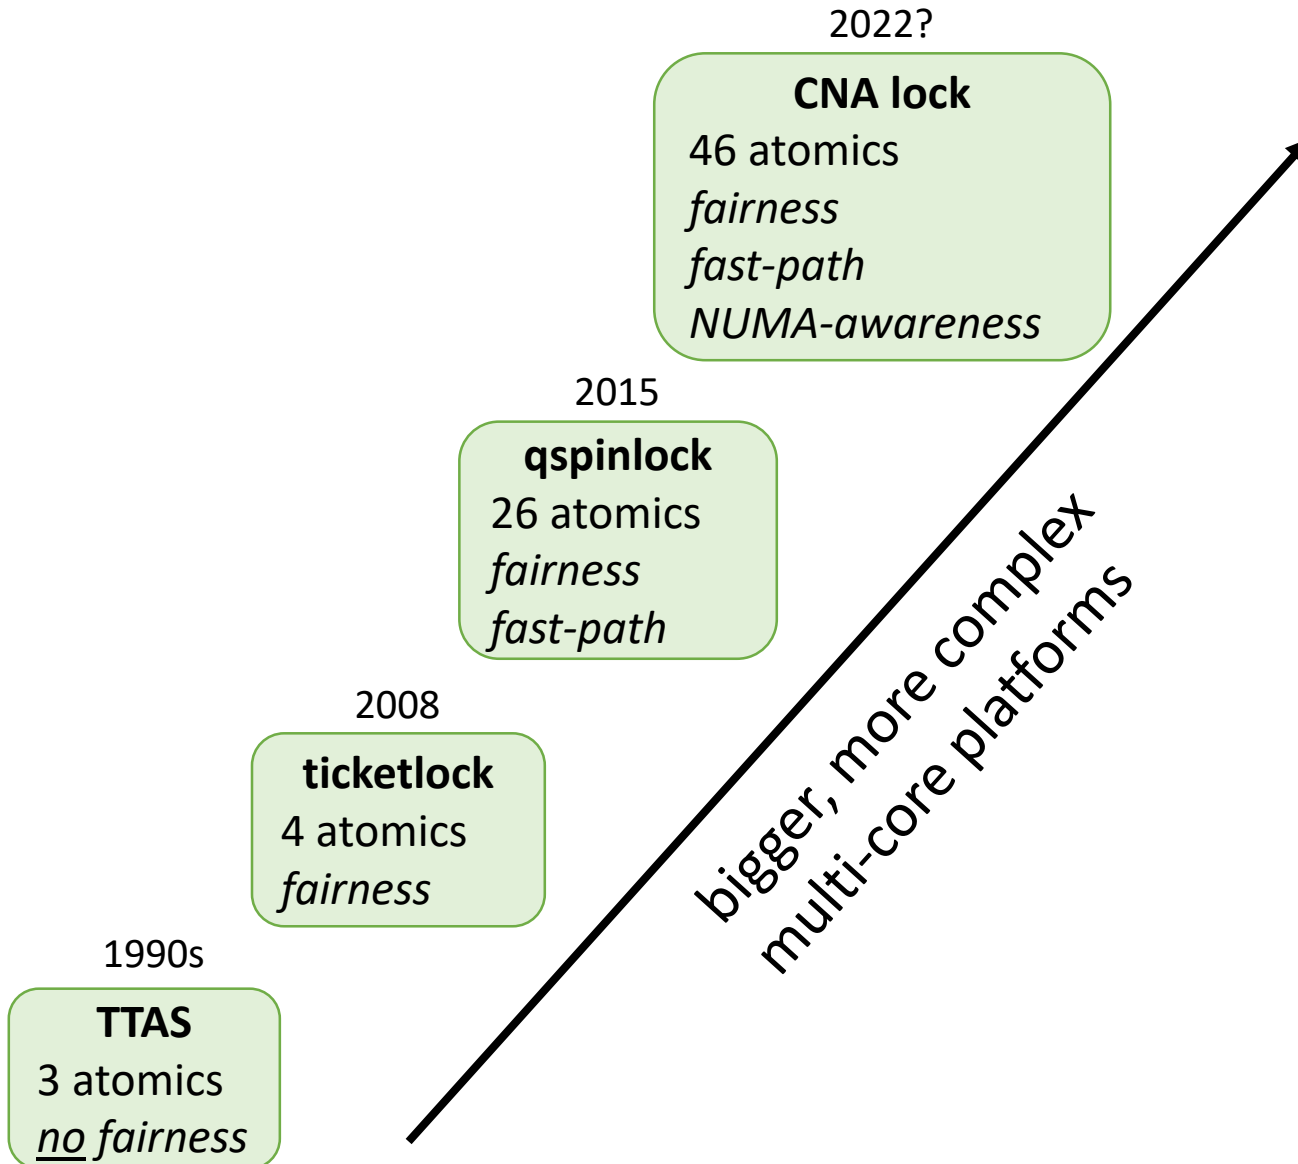 2022?
CNA lock
46 atomics
fairness
fast-path
NUMA-awareness
2015
qspinlock
26 atomics
fairness
fast-path
2008
ticketlock
4 atomics
fairness
1990s
TTAS
3 atomics
no fairness
bigger, more complex
multi-core platforms